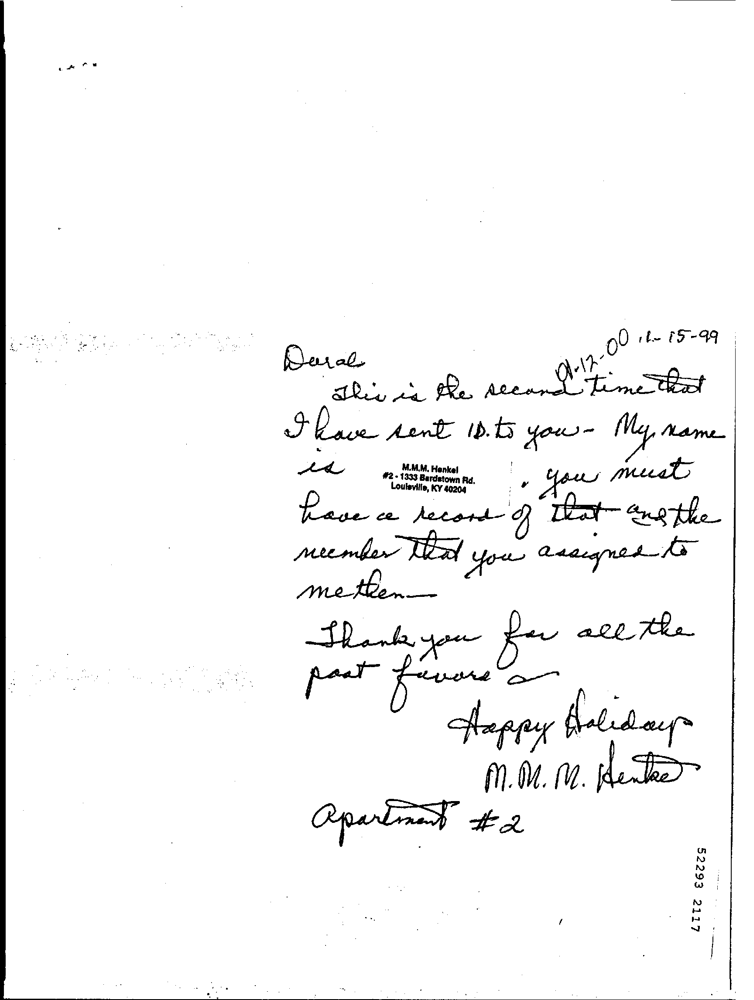 01-12-00 11-15-99
Doral
This is the second time that
I have sent ID. to you - My name
is M.M.M. Henkel
#2 - 1333 Bardstown Rd.
Louisville, KY 40204
. you must
have a record of that and the
number that you assigned to
me then —
Thank you for all the
past favors
Happy Holidays
M.M.M. Henkel
Apartment #2
52293 2117